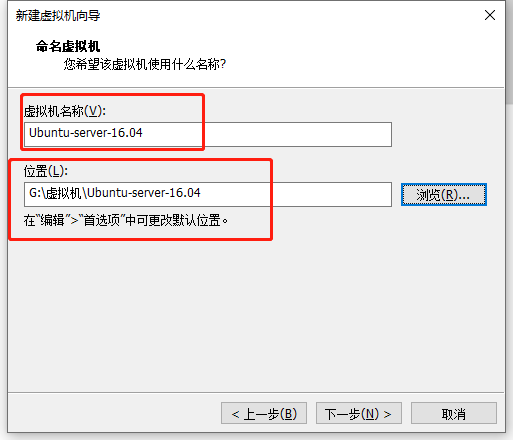 新建虚拟机向导
命名虚拟机
您希望该虚拟机使用什么名称?
虚拟机名称(V):
Ubuntu-server-16.04
位置(L):
G:\虚拟机\Ubuntu-server-16.04
浏览(R)...
在“编辑”>“首选项”中可更改默认位置。
< 上一步(B)
下一步(N) >
取消